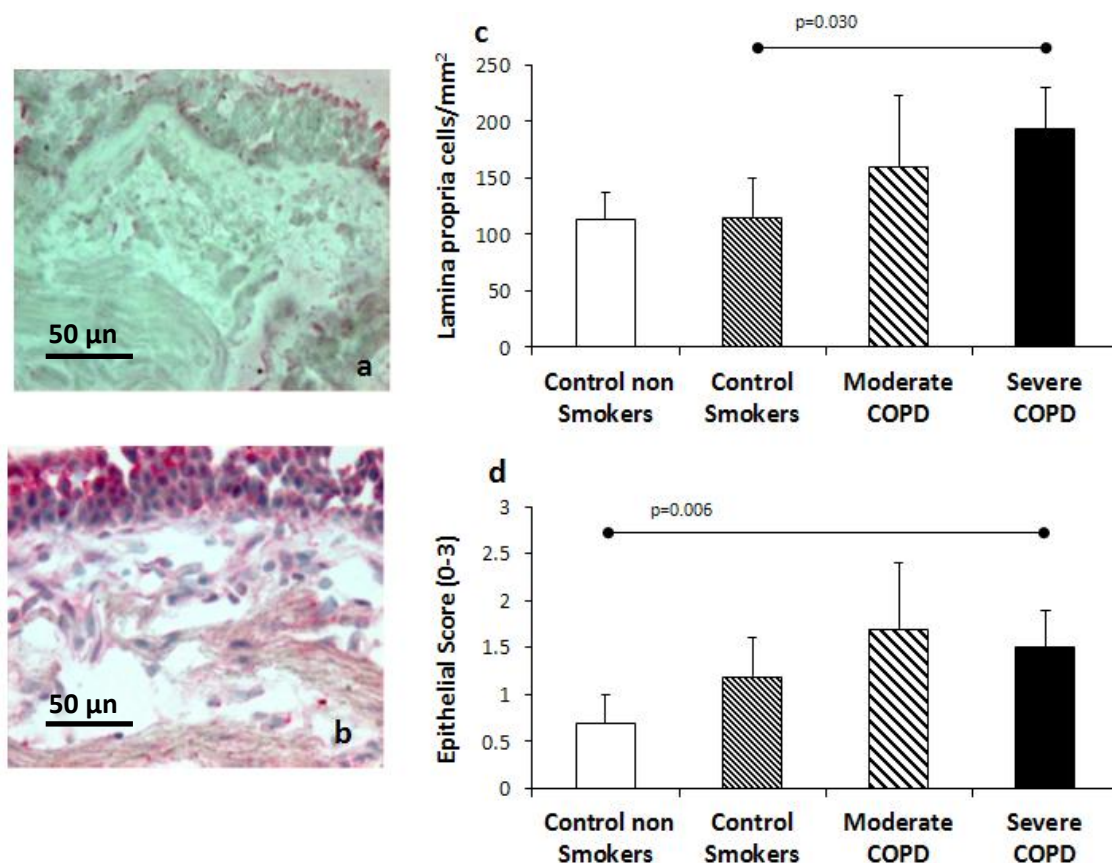 50 µn
a
50 µn
b
c
p=0.030
Lamina propria cells/mm²
250
200
150
100
50
0
Control non
Smokers
Control
Smokers
Moderate
COPD
Severe
COPD
d
p=0.006
Epithelial Score (0-3)
3
2.5
2
1.5
1
0.5
0
Control non
Smokers
Control
Smokers
Moderate
COPD
Severe
COPD